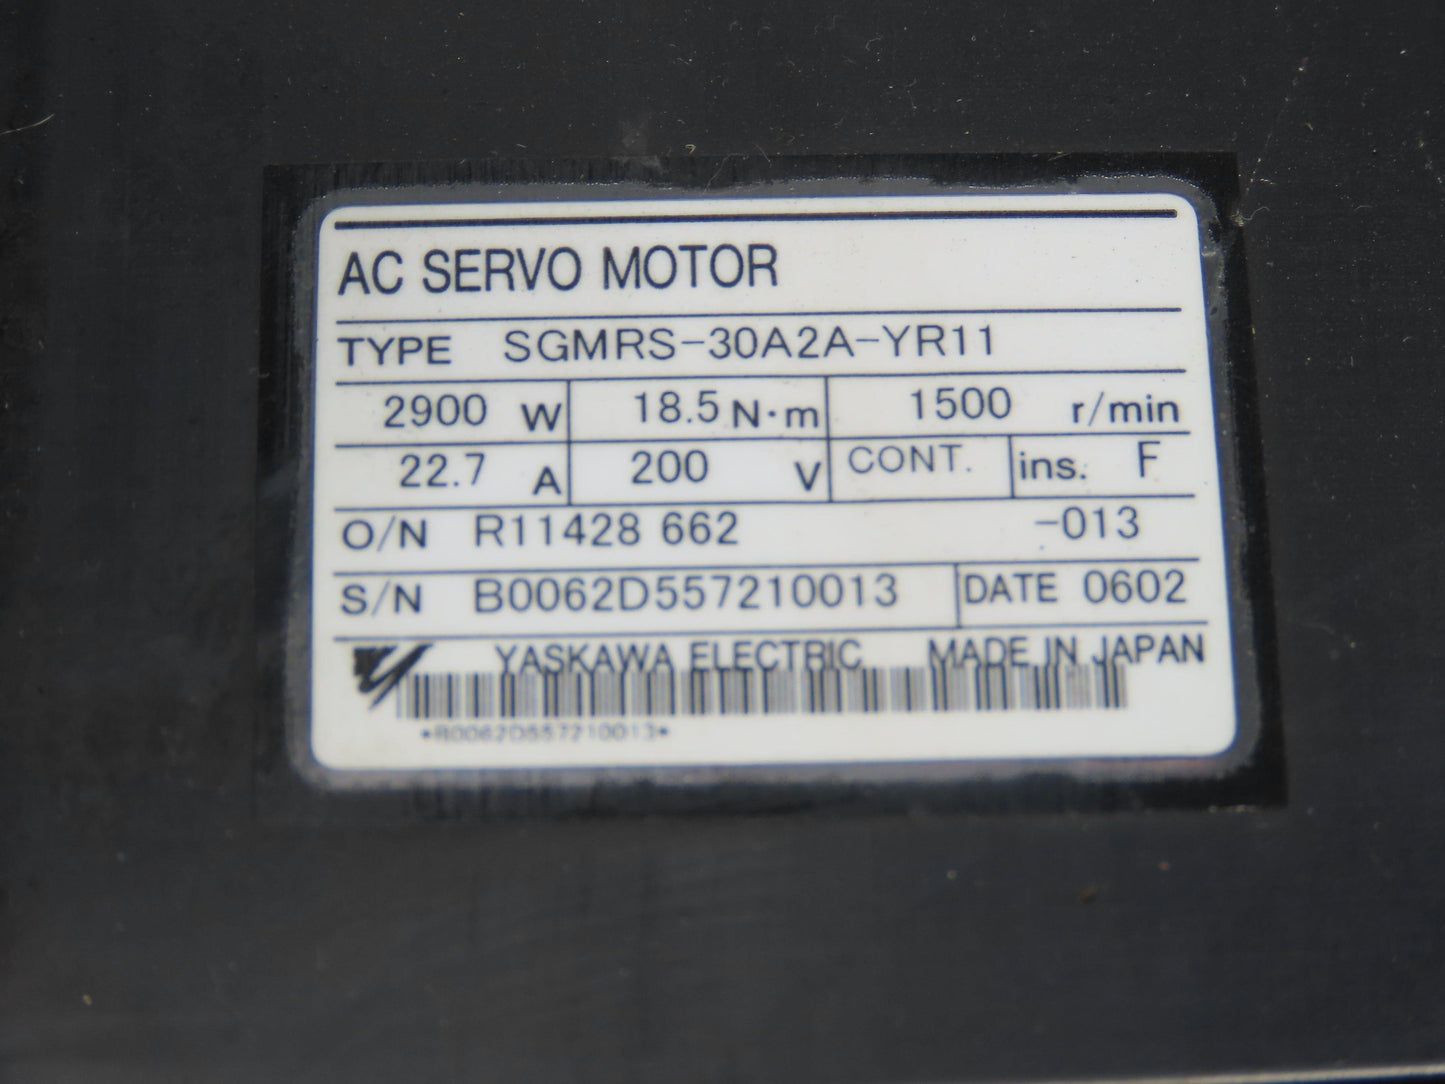 AC SERVO MOTOR
TYPE SGMRS-30A2A-YR11
2900 W 18.5 N·m 1500 r/min
22.7 A 200 V CONT. ins. F
O/N R11428 662 -013
S/N B0062D557210013 DATE 0602
YASKAWA ELECTRIC MADE IN JAPAN
*B0062D557210013*